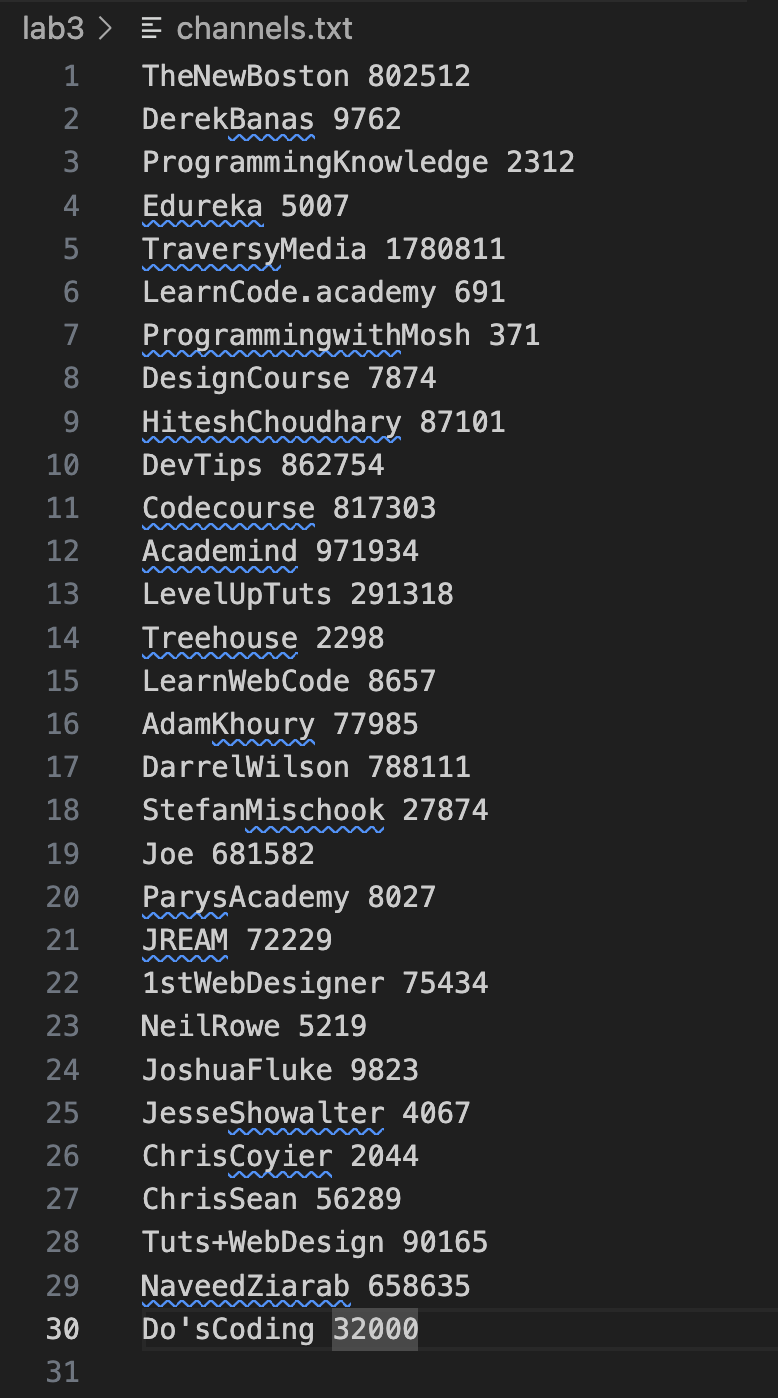 lab3 > channels.txt
1 TheNewBoston 802512
2 DerekBanas 9762
3 ProgrammingKnowledge 2312
4 Edureka 5007
5 TraversyMedia 1780811
6 LearnCode.academy 691
7 ProgrammingwithMosh 371
8 DesignCourse 7874
9 HiteshChoudhary 87101
10 DevTips 862754
11 Codecourse 817303
12 Academind 971934
13 LevelUpTuts 291318
14 Treehouse 2298
15 LearnWebCode 8657
16 AdamKhoury 77985
17 DarrelWilson 788111
18 StefanMischook 27874
19 Joe 681582
20 ParysAcademy 8027
21 JREAM 72229
22 1stWebDesigner 75434
23 NeilRowe 5219
24 JoshuaFluke 9823
25 JesseShowalter 4067
26 ChrisCoyier 2044
27 ChrisSean 56289
28 Tuts+WebDesign 90165
29 NaveedZiarab 658635
30 Do'sCoding 32000
31